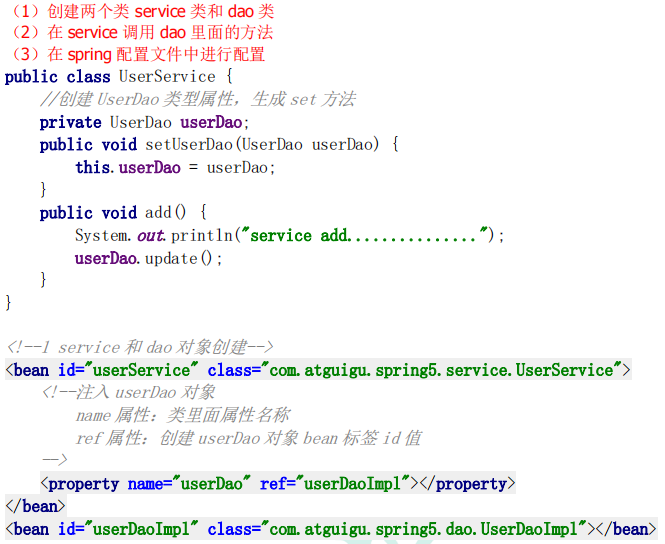 （1）创建两个类 service 类和 dao 类
（2）在 service 调用 dao 里面的方法
（3）在 spring 配置文件中进行配置
public class UserService {
//创建 UserDao 类型属性，生成 set 方法
private UserDao userDao;
public void setUserDao(UserDao userDao) {
this.userDao = userDao;
}
public void add() {
System.out.println("service add...............");
userDao.update();
}
}
<!--1 service 和 dao 对象创建-->
<bean id="userService" class="com.atguigu.spring5.service.UserService">
<!--注入 userDao 对象
name 属性：类里面属性名称
ref 属性：创建 userDao 对象 bean 标签 id 值
-->
<property name="userDao" ref="userDaoImpl"></property>
</bean>
<bean id="userDaoImpl" class="com.atguigu.spring5.dao.UserDaoImpl"></bean>